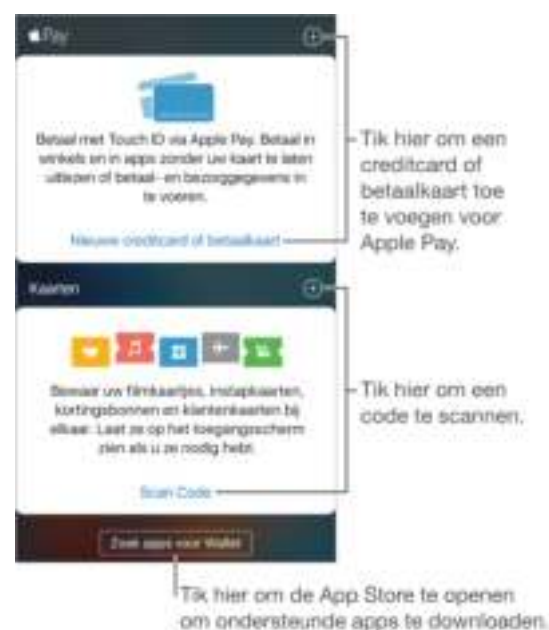 Pay
Betaal met Touch ID via Apple Pay. Betaal in
winkels en in apps zonder uw kaart te laten
uitlezen of betaal- en bezorggegevens in
te voeren.
Nieuwe creditcard of betaalkaart
Tik hier om een
creditcard of
betaalkaart toe
te voegen voor
Apple Pay.
Kaarten
Bewaar uw filmkaartjes, instapkaarten,
kortingsbonnen en klantenkaarten bij
elkaar. Laat ze op het toegangsscherm
zien als u ze nodig hebt.
Scan Code
Tik hier om een
code te scannen.
Zoek apps voor Wallet
Tik hier om de App Store te openen
om ondersteunde apps te downloaden.